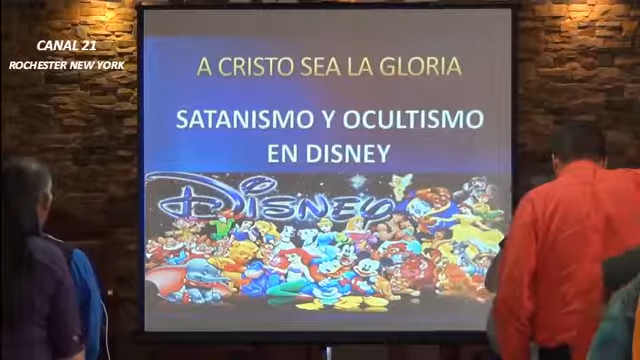 CANAL 21
ROCHESTER NEW YORK
A CRISTO SEA LA GLORIA
SATANISMO Y OCULTISMO
EN DISNEY
DISNEY